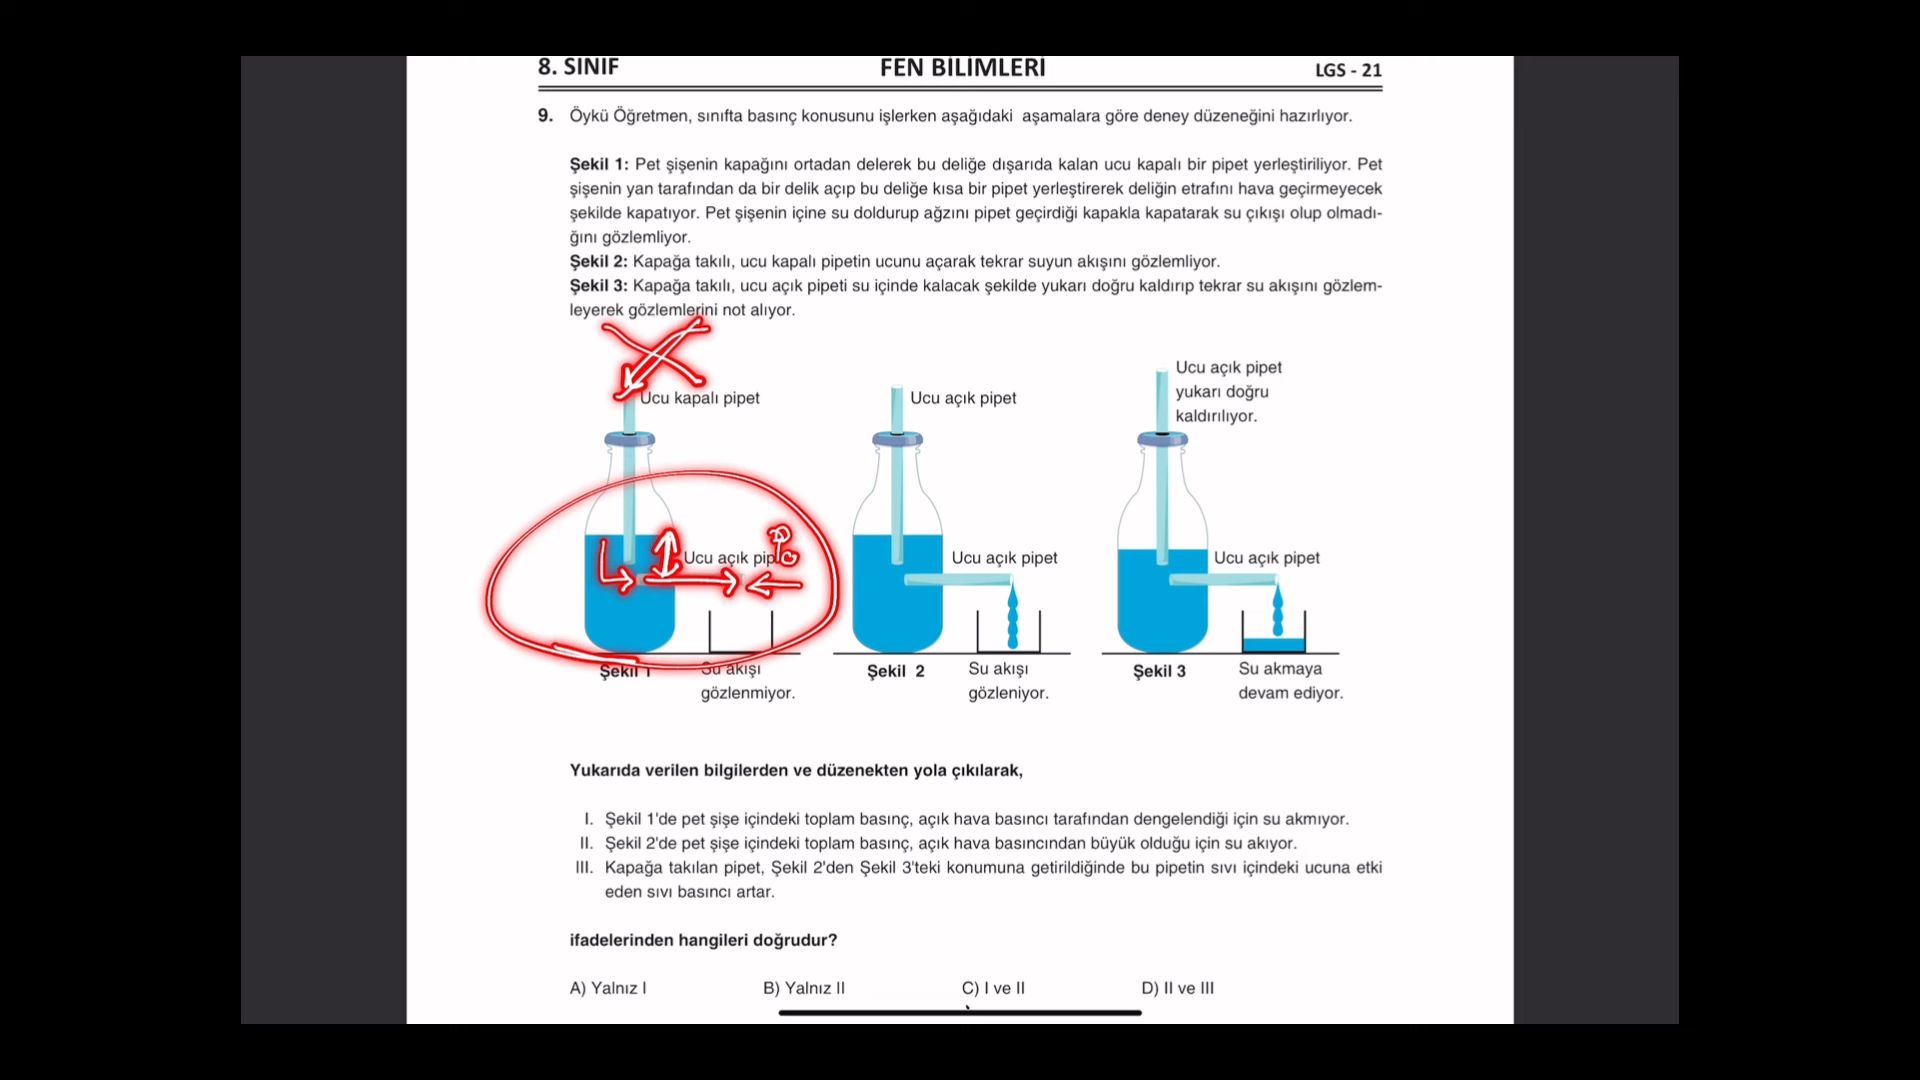 8. SINIF FEN BİLİMLERİ LGS - 21
9. Öykü Öğretmen, sınıfta basınç konusunu işlerken aşağıdaki aşamalara göre deney düzeneğini hazırlıyor.
Şekil 1: Pet şişenin kapağını ortadan delerek bu deliğe dışarıda kalan ucu kapalı bir pipet yerleştiriliyor. Pet
şişenin yan tarafından da bir delik açıp bu deliğe kısa bir pipet yerleştirerek deliğin etrafını hava geçirmeyecek
şekilde kapatıyor. Pet şişenin içine su doldurup ağzını pipet geçirdiği kapakla kapatarak su çıkışı olup olmadı-
ğını gözlemliyor.
Şekil 2: Kapağa takılı, ucu kapalı pipetin ucunu açarak tekrar suyun akışını gözlemliyor.
Şekil 3: Kapağa takılı, ucu açık pipeti su içinde kalacak şekilde yukarı doğru kaldırıp tekrar su akışını gözlem-
leyerek gözlemlerini not alıyor.
Ucu kapalı pipet
Ucu açık pipet
Ucu açık pipet
yukarı doğru
kaldırılıyor.
P0
Ucu açık pip
Ucu açık pipet
Ucu açık pipet
Şekil 1
Su akışı
gözlenmiyor.
Şekil 2
Su akışı
gözleniyor.
Şekil 3
Su akmaya
devam ediyor.
Yukarıda verilen bilgilerden ve düzenekten yola çıkılarak,
I. Şekil 1'de pet şişe içindeki toplam basınç, açık hava basıncı tarafından dengelendiği için su akmıyor.
II. Şekil 2'de pet şişe içindeki toplam basınç, açık hava basıncından büyük olduğu için su akıyor.
III. Kapağa takılan pipet, Şekil 2'den Şekil 3'teki konumuna getirildiğinde bu pipetin sıvı içindeki ucuna etki
eden sıvı basıncı artar.
ifadelerinden hangileri doğrudur?
A) Yalnız I B) Yalnız II C) I ve II D) II ve III